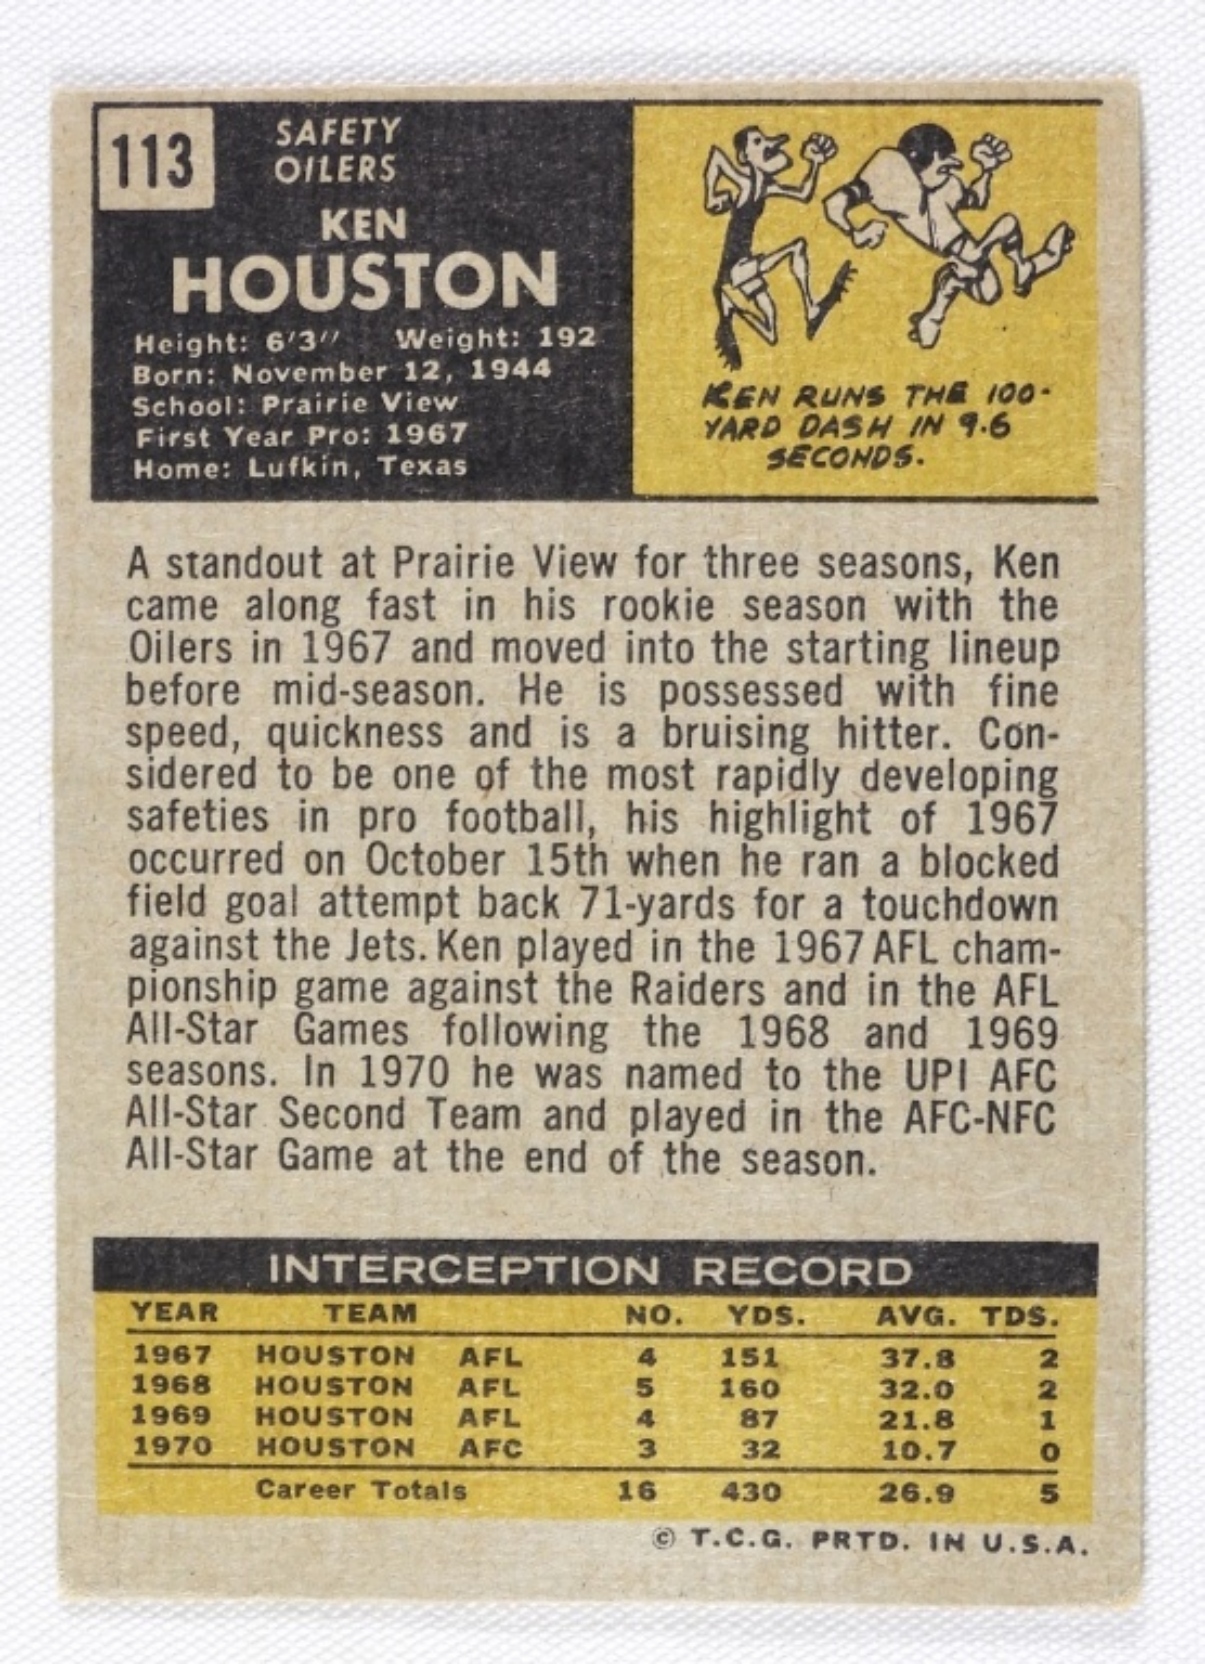 113
SAFETY
OILERS
KEN
HOUSTON
Height: 6'3" Weight: 192
Born: November 12, 1944
School: Prairie View
First Year Pro: 1967
Home: Lufkin, Texas
KEN RUNS THE 100-
YARD DASH IN 9.6
SECONDS.
A standout at Prairie View for three seasons, Ken
came along fast in his rookie season with the
Oilers in 1967 and moved into the starting lineup
before mid-season. He is possessed with fine
speed, quickness and is a bruising hitter. Con-
sidered to be one of the most rapidly developing
safeties in pro football, his highlight of 1967
occurred on October 15th when he ran a blocked
field goal attempt back 71-yards for a touchdown
against the Jets. Ken played in the 1967 AFL cham-
pionship game against the Raiders and in the AFL
All-Star Games following the 1968 and 1969
seasons. In 1970 he was named to the UPI AFC
All-Star Second Team and played in the AFC-NFC
All-Star Game at the end of the season.
INTERCEPTION RECORD
YEAR TEAM NO. YDS. AVG. TDS.
1967 HOUSTON AFL 4 151 37.8 2
1968 HOUSTON AFL 5 160 32.0 2
1969 HOUSTON AFL 4 87 21.8 1
1970 HOUSTON AFC 3 32 10.7 0
Career Totals 16 430 26.9 5
© T.C.G. PRTD. IN U.S.A.